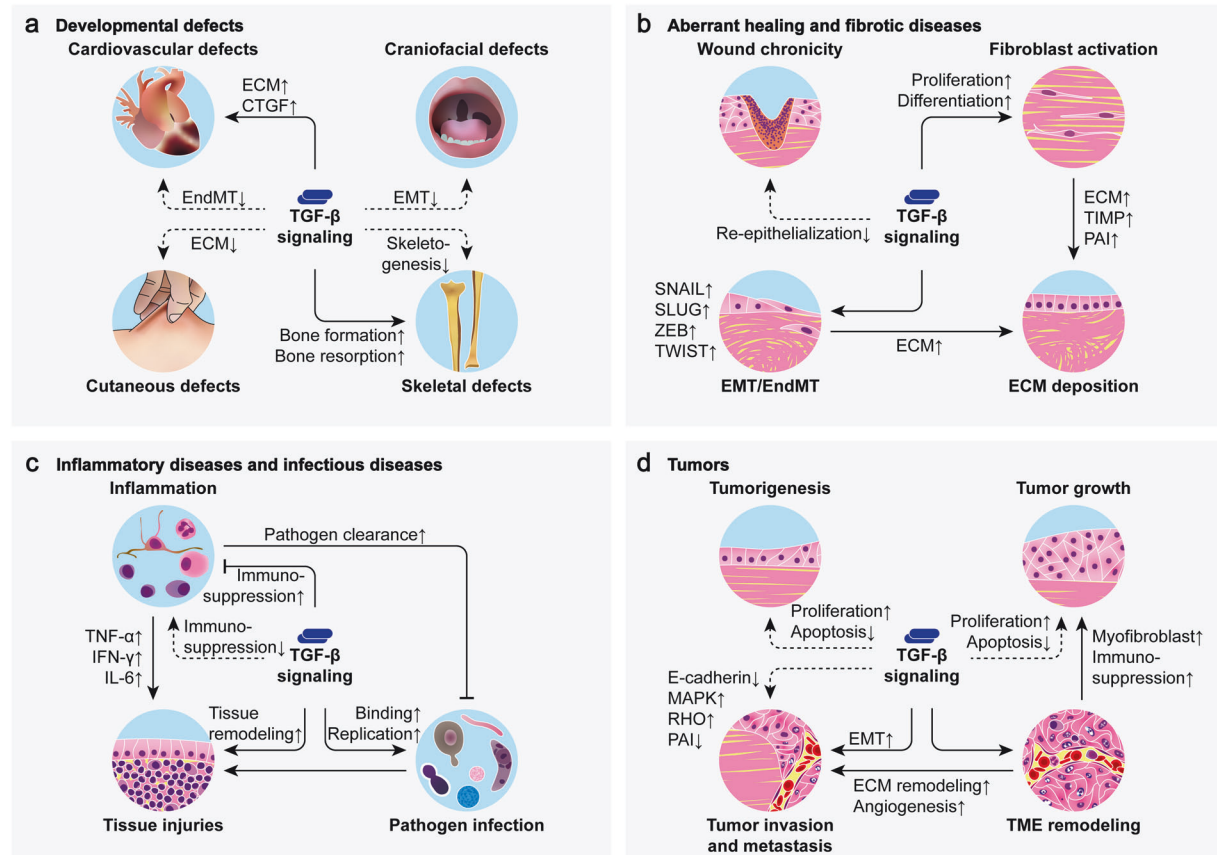 a Developmental defects
Cardiovascular defects
Craniofacial defects
ECM↑
CTGF↑
EndMT↓
EMT↓
TGF-β
signaling
ECM↓
Skeleto-
genesis↓
Bone formation↑
Bone resorption↑
Cutaneous defects
Skeletal defects
b Aberrant healing and fibrotic diseases
Wound chronicity
Fibroblast activation
Proliferation↑
Differentiation↑
TGF-β
signaling
Re-epithelialization↓
ECM↑
TIMP↑
PAI↑
SNAIL↑
SLUG↑
ZEB↑
TWIST↑
ECM↑
EMT/EndMT
ECM deposition
c Inflammatory diseases and infectious diseases
Inflammation
Pathogen clearance↑
Immuno-
suppression↑
Immuno-
suppression↓
TNF-α↑
IFN-γ↑
IL-6↑
TGF-β
signaling
Tissue
remodeling↑
Binding↑
Replication↑
Tissue injuries
Pathogen infection
d Tumors
Tumorigenesis
Tumor growth
Proliferation↑
Apoptosis↓
Proliferation↑
Apoptosis↓
Myofibroblast↑
Immuno-
suppression↑
TGF-β
signaling
E-cadherin↓
MAPK↑
RHO↑
PAI↓
EMT↑
ECM remodeling↑
Angiogenesis↑
Tumor invasion
and metastasis
TME remodeling